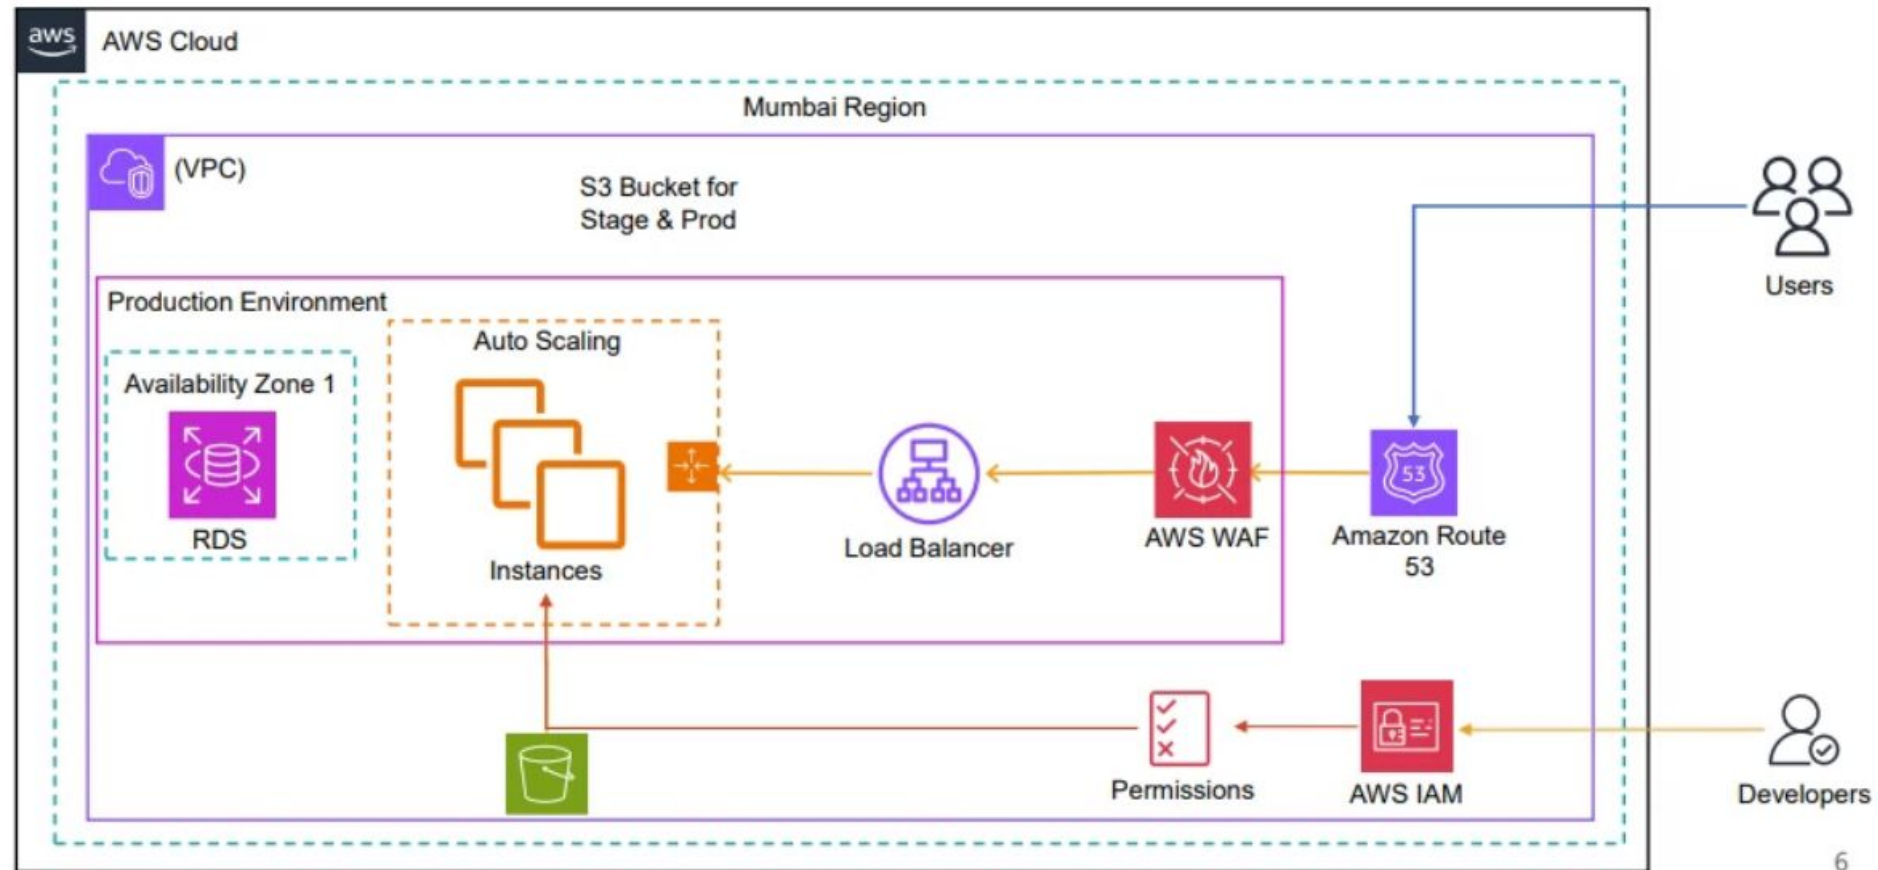 aws
AWS Cloud
Mumbai Region
(VPC)
S3 Bucket for
Stage & Prod
Users
Production Environment
Auto Scaling
Availability Zone 1
RDS
Instances
Load Balancer
AWS WAF
53
Amazon Route
53
Permissions
AWS IAM
Developers
6